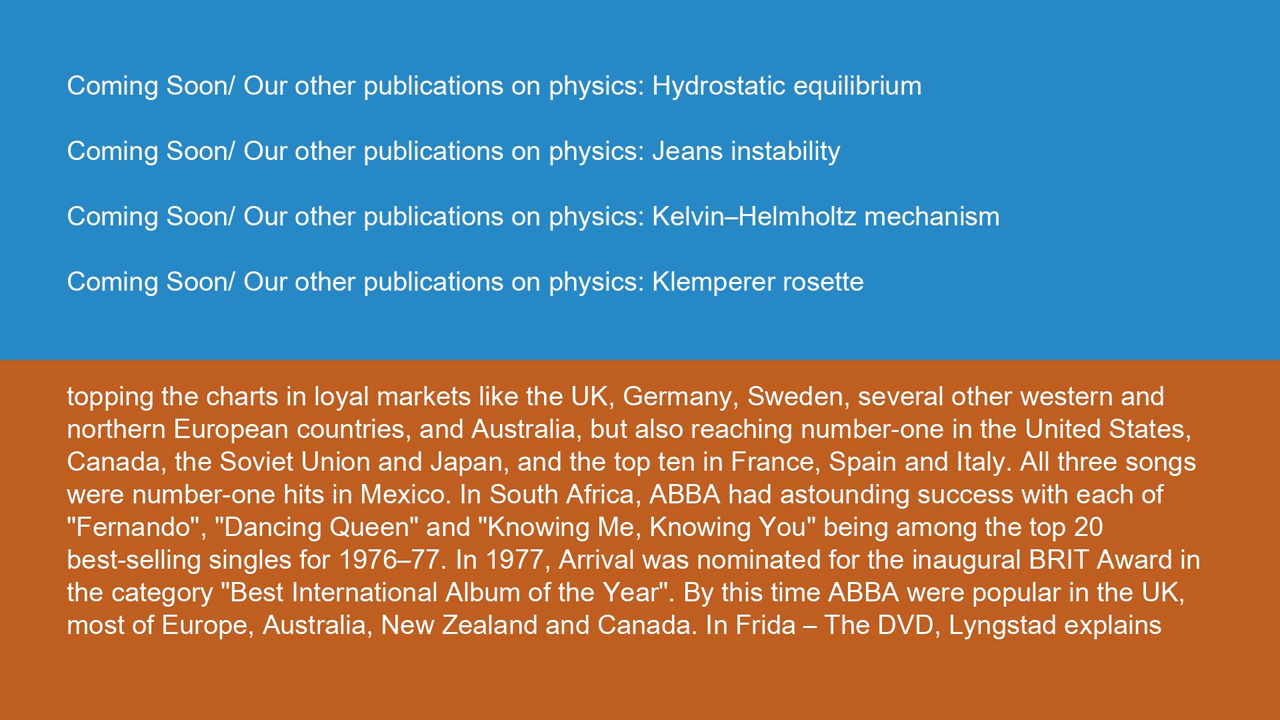 Coming Soon/ Our other publications on physics: Hydrostatic equilibrium
Coming Soon/ Our other publications on physics: Jeans instability
Coming Soon/ Our other publications on physics: Kelvin–Helmholtz mechanism
Coming Soon/ Our other publications on physics: Klemperer rosette
topping the charts in loyal markets like the UK, Germany, Sweden, several other western and
northern European countries, and Australia, but also reaching number-one in the United States,
Canada, the Soviet Union and Japan, and the top ten in France, Spain and Italy. All three songs
were number-one hits in Mexico. In South Africa, ABBA had astounding success with each of
"Fernando", "Dancing Queen" and "Knowing Me, Knowing You" being among the top 20
best-selling singles for 1976–77. In 1977, Arrival was nominated for the inaugural BRIT Award in
the category "Best International Album of the Year". By this time ABBA were popular in the UK,
most of Europe, Australia, New Zealand and Canada. In Frida – The DVD, Lyngstad explains